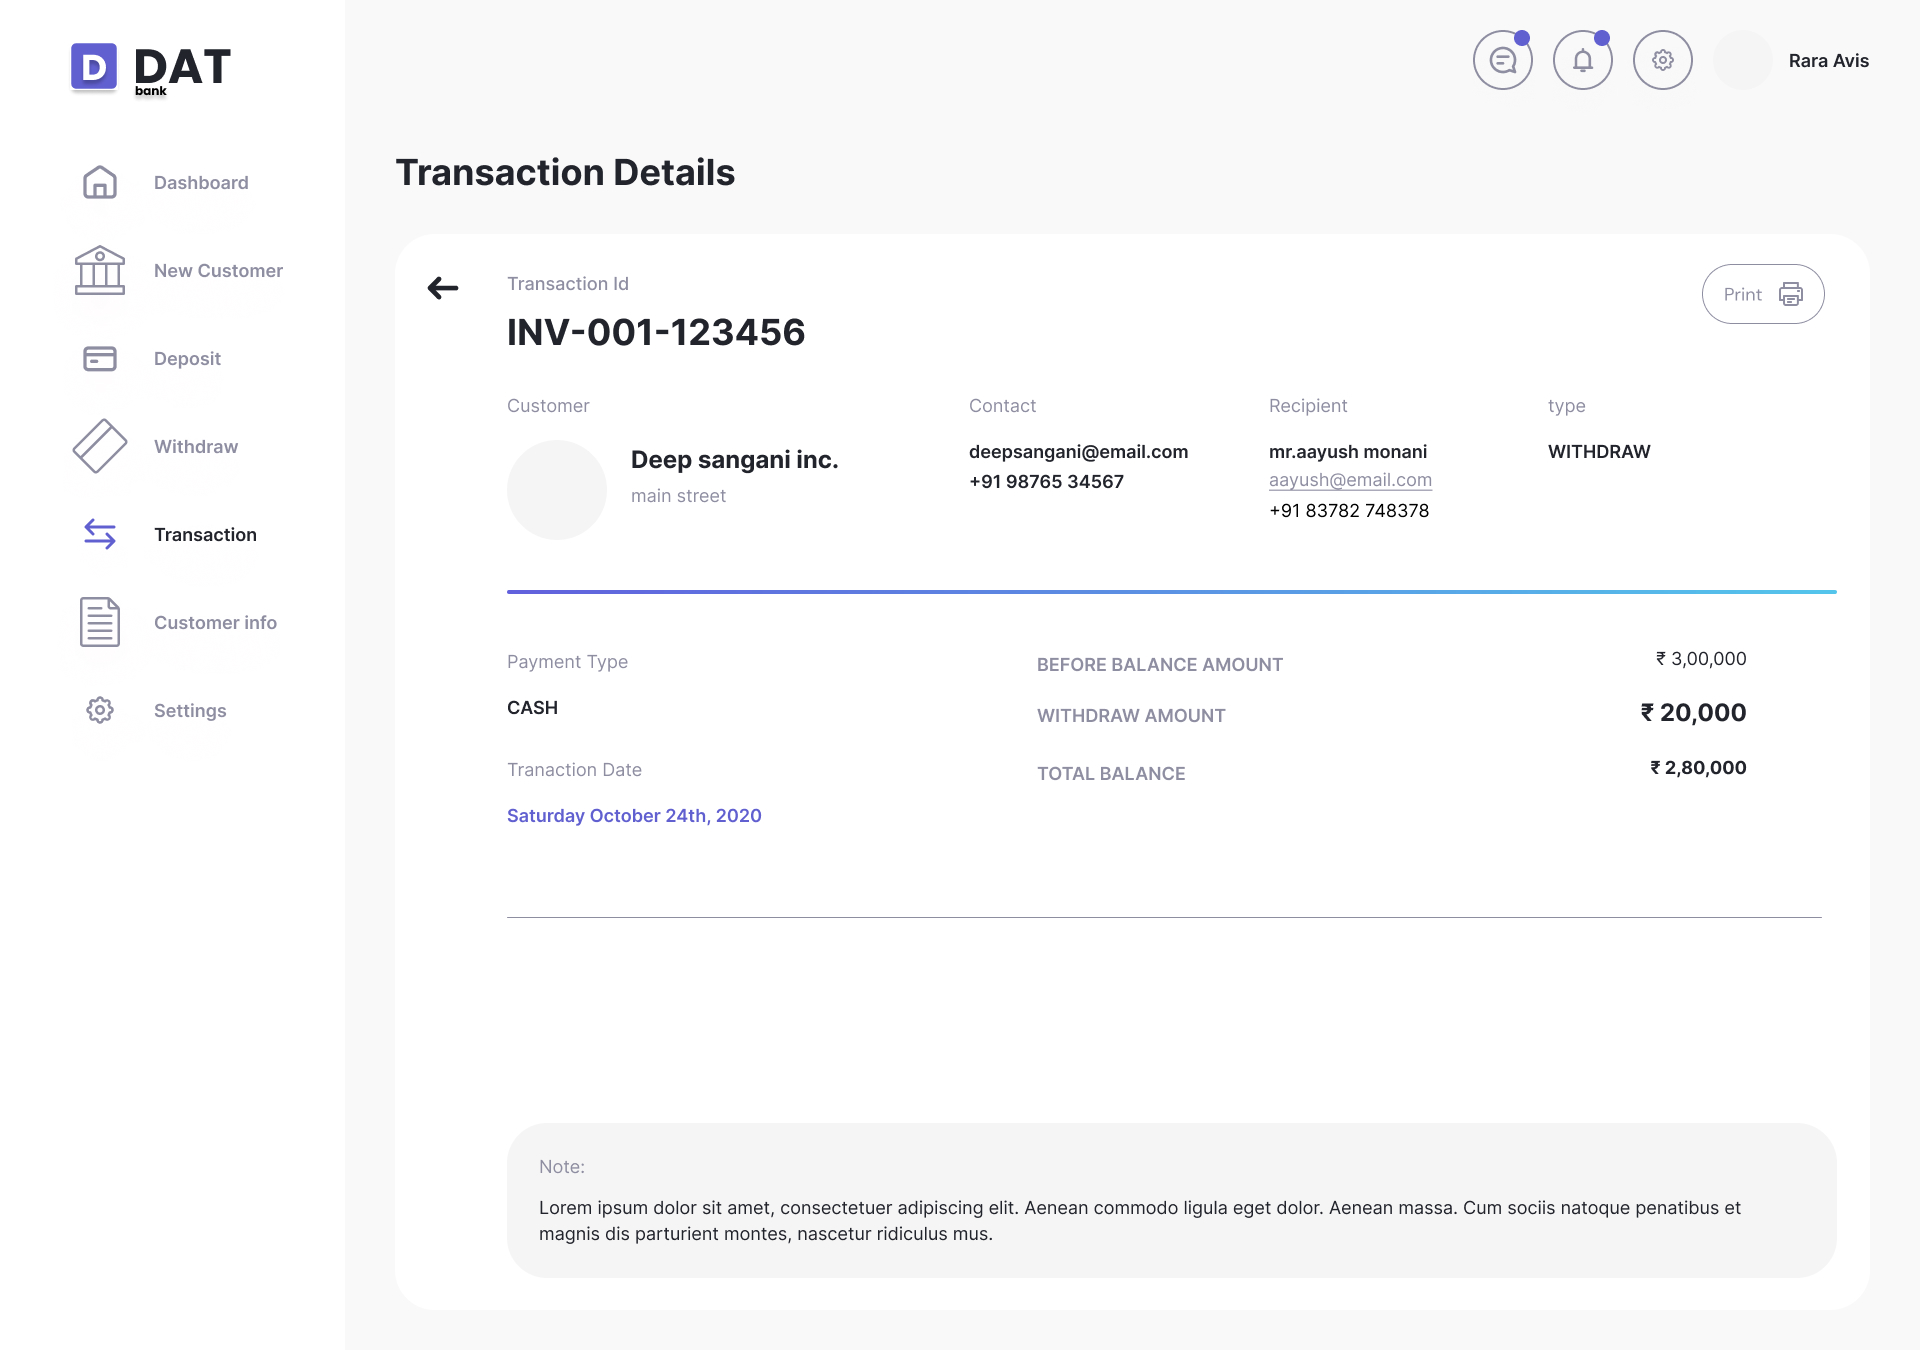 D DAT
bank
Rara Avis
Dashboard
New Customer
Deposit
Withdraw
Transaction
Customer info
Settings
Transaction Details
Transaction Id
INV-001-123456
Print
Customer
Deep sangani inc.
main street
Contact
deepsangani@email.com
+91 98765 34567
Recipient
mr.aayush monani
aayush@email.com
+91 83782 748378
type
WITHDRAW
Payment Type
CASH
Tranaction Date
Saturday October 24th, 2020
BEFORE BALANCE AMOUNT ₹ 3,00,000
WITHDRAW AMOUNT ₹ 20,000
TOTAL BALANCE ₹ 2,80,000
Note:
Lorem ipsum dolor sit amet, consectetuer adipiscing elit. Aenean commodo ligula eget dolor. Aenean massa. Cum sociis natoque penatibus et
magnis dis parturient montes, nascetur ridiculus mus.